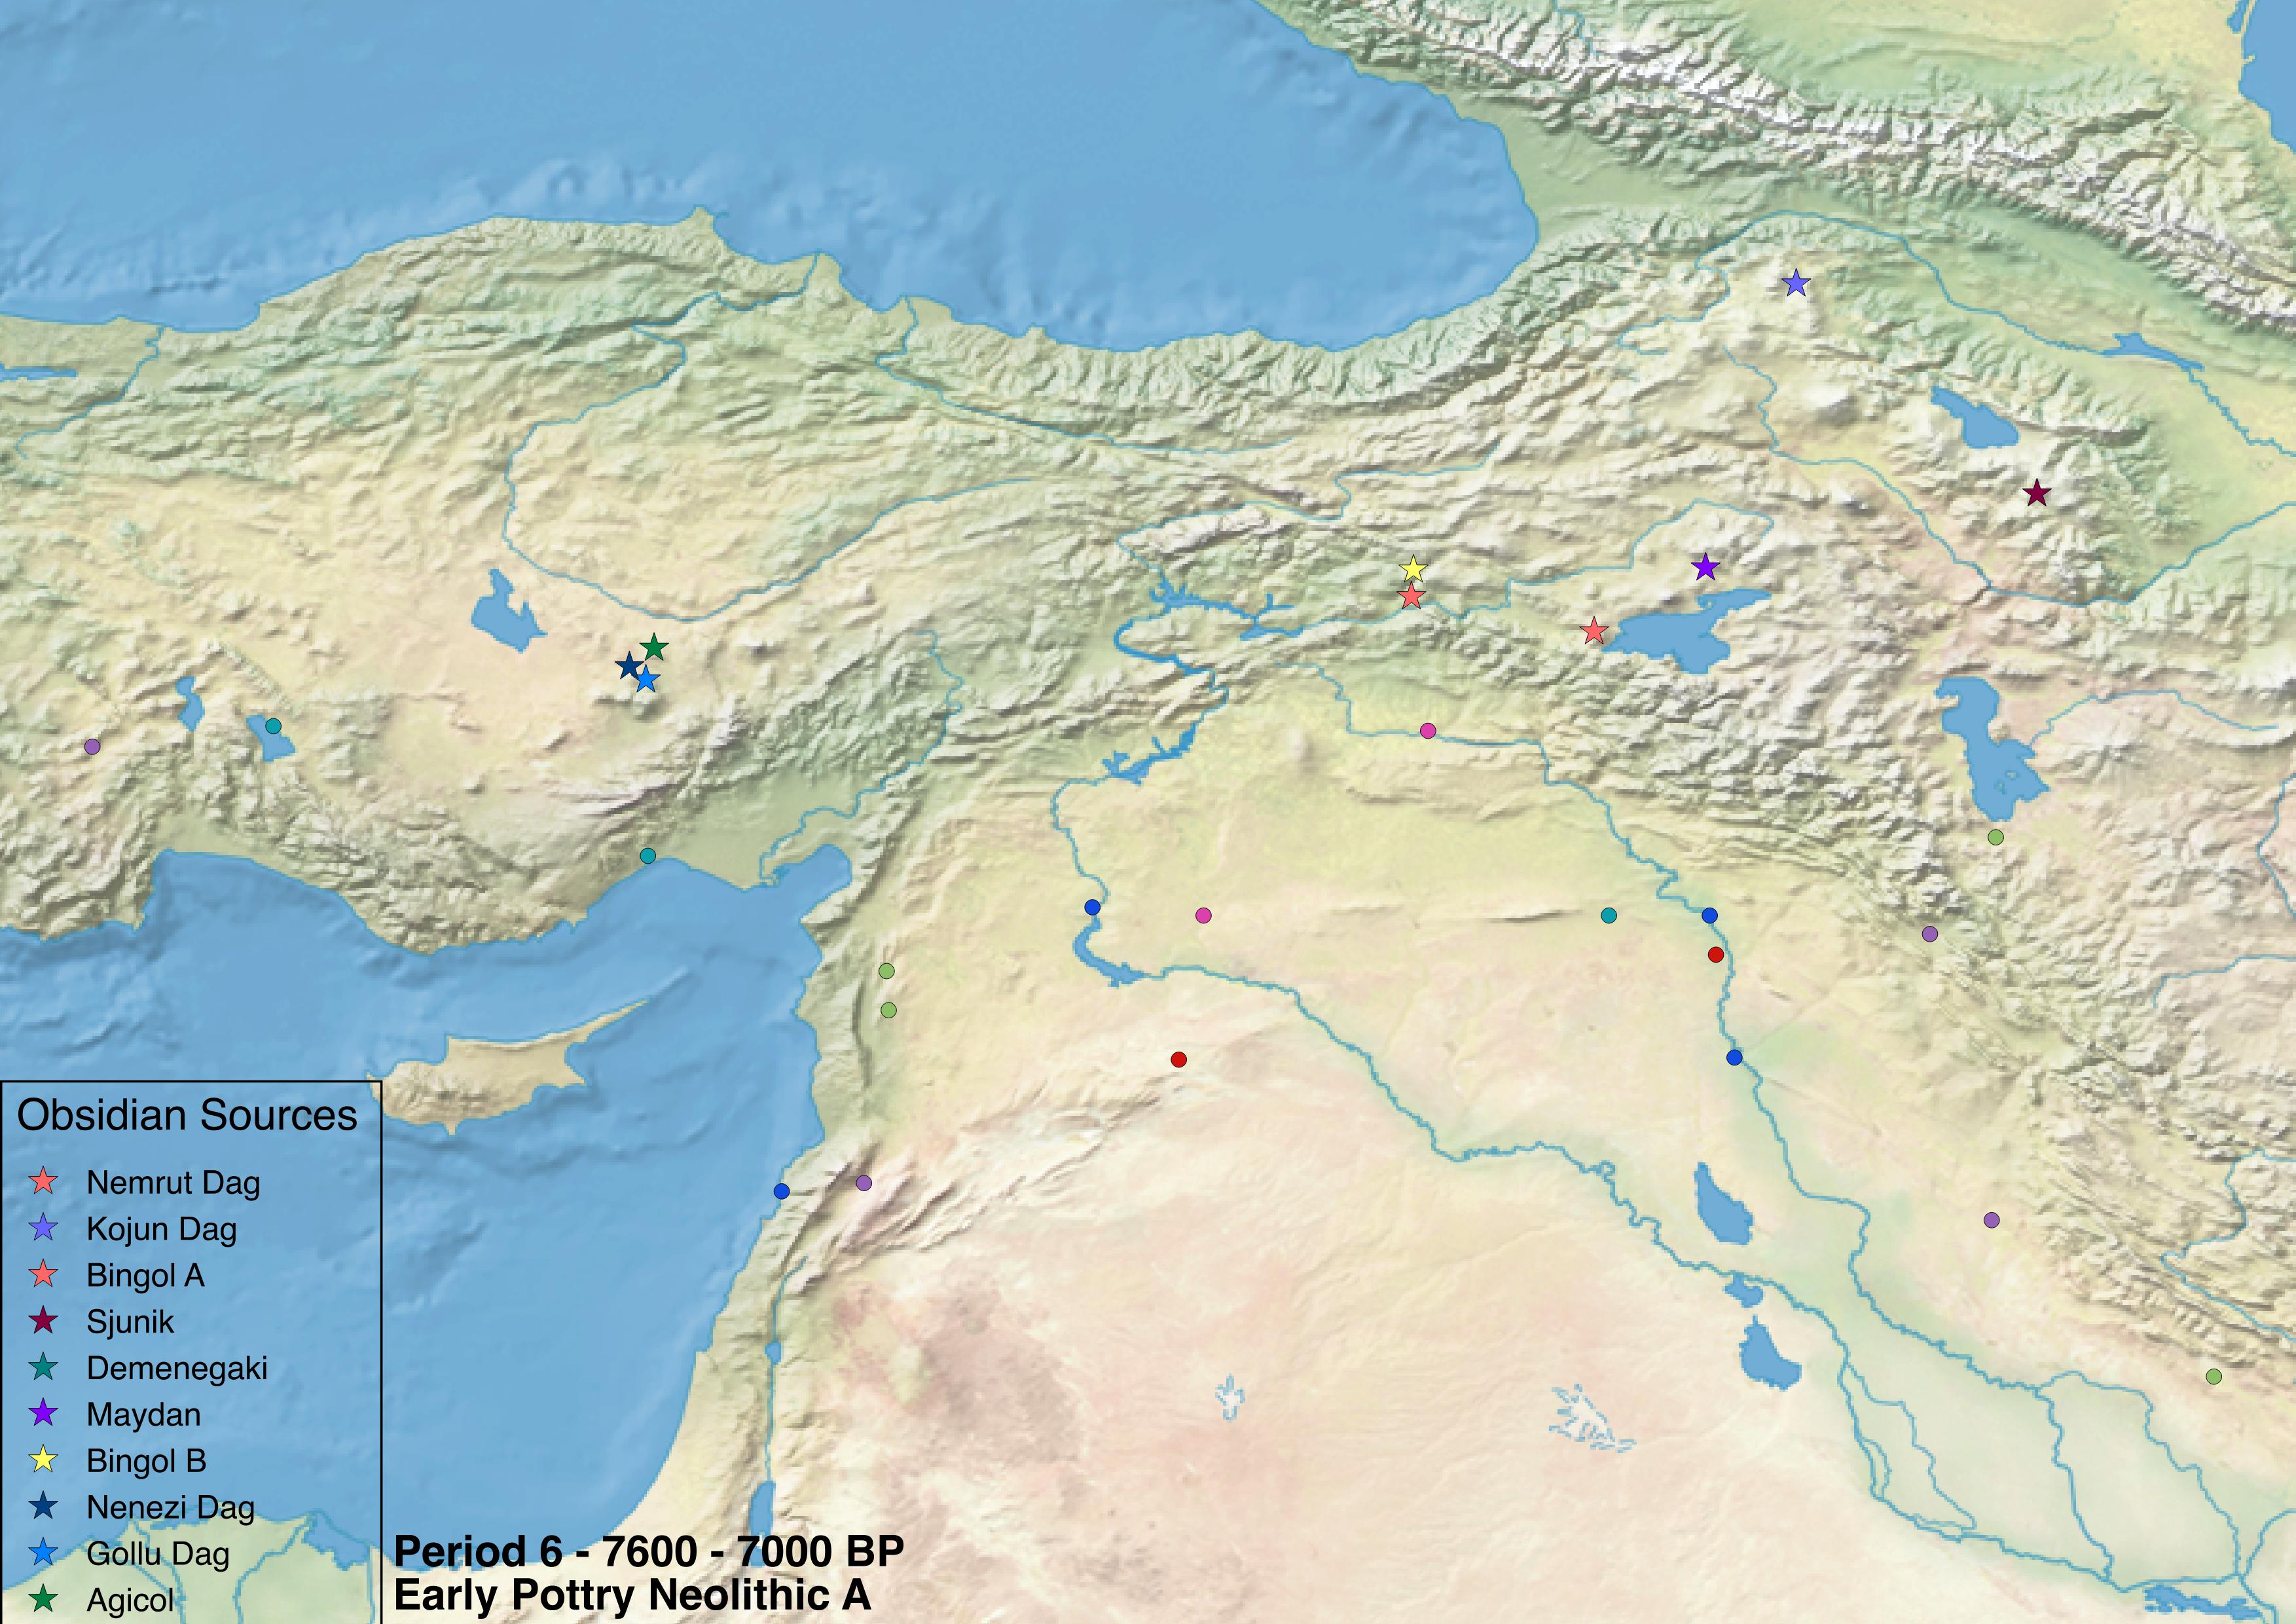 Obsidian Sources
Nemrut Dag
Kojun Dag
Bingol A
Sjunik
Demenegaki
Maydan
Bingol B
Nenezi Dag
Gollu Dag
Agicol
Period 6 - 7600 - 7000 BP
Early Pottry Neolithic A